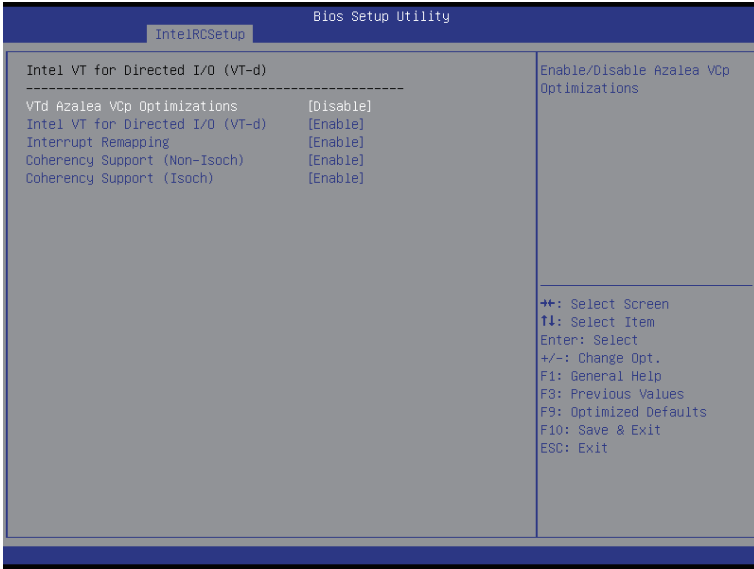 Bios Setup Utility
IntelRCSetup
Intel VT for Directed I/O (VT-d)
--------------------------------------------------
VTd Azalea VCp Optimizations [Disable]
Intel VT for Directed I/O (VT-d) [Enable]
Interrupt Remapping [Enable]
Coherency Support (Non-Isoch) [Enable]
Coherency Support (Isoch) [Enable]
Enable/Disable Azalea VCp
Optimizations
→←: Select Screen
↑↓: Select Item
Enter: Select
+/-: Change Opt.
F1: General Help
F3: Previous Values
F9: Optimized Defaults
F10: Save & Exit
ESC: Exit